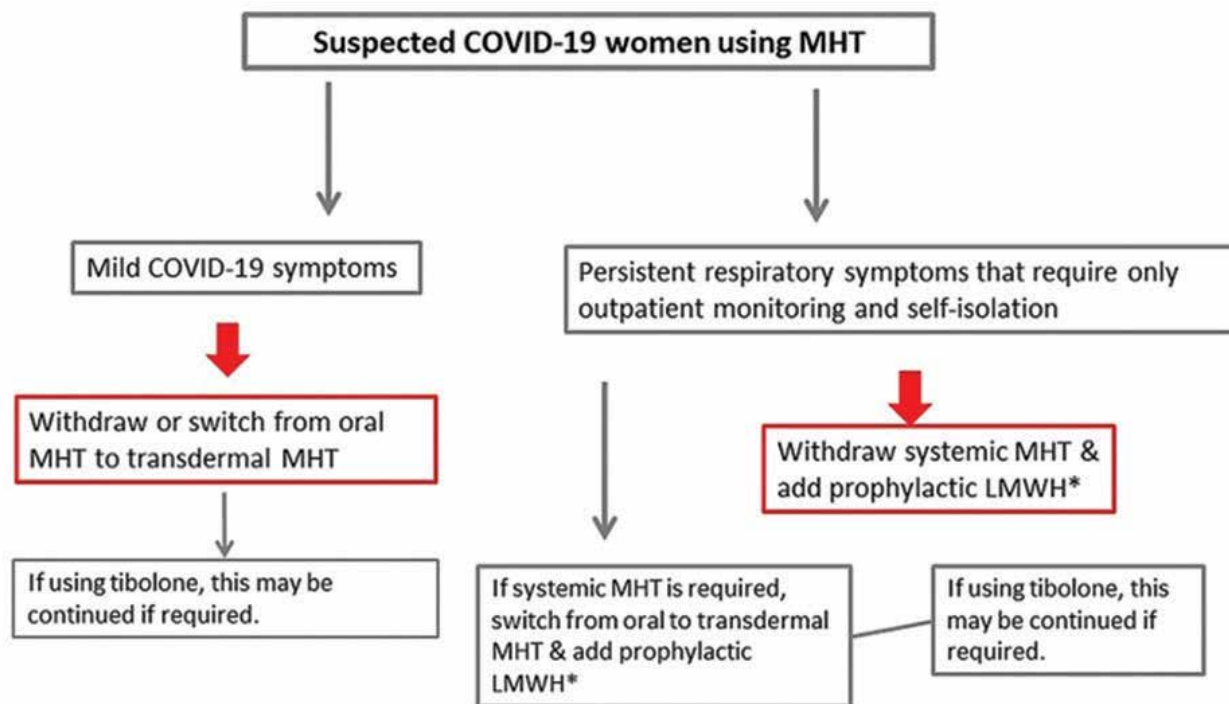 Suspected COVID-19 women using MHT
Mild COVID-19 symptoms
Persistent respiratory symptoms that require only
outpatient monitoring and self-isolation
Withdraw or switch from oral
MHT to transdermal MHT
Withdraw systemic MHT &
add prophylactic LMWH*
If using tibolone, this may be
continued if required.
If systemic MHT is required,
switch from oral to transdermal
MHT & add prophylactic
LMWH*
If using tibolone, this
may be continued if
required.